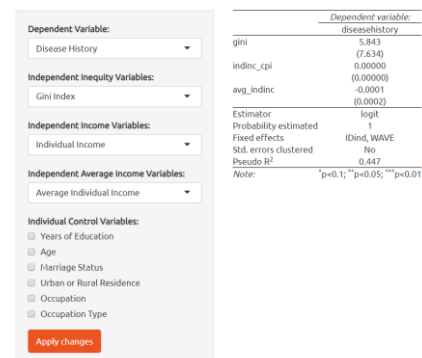 Dependent Variable:
Disease History
Independent Inequity Variables:
Gini Index
Independent Income Variables:
Individual Income
Independent Average Income Variables:
Average Individual Income
Individual Control Variables:
Years of Education
Age
Marriage Status
Urban or Rural Residence
Occupation
Occupation Type
Apply changes
Dependent variable:
diseasehistory
gini 5.843
(7.634)
indinc_cpi 0.00000
(0.00000)
avg_indinc -0.0001
(0.0002)
Estimator logit
Probability estimated 1
Fixed effects IDind, WAVE
Std. errors clustered No
Pseudo R² 0.447
Note: *p<0.1; **p<0.05; ***p<0.01